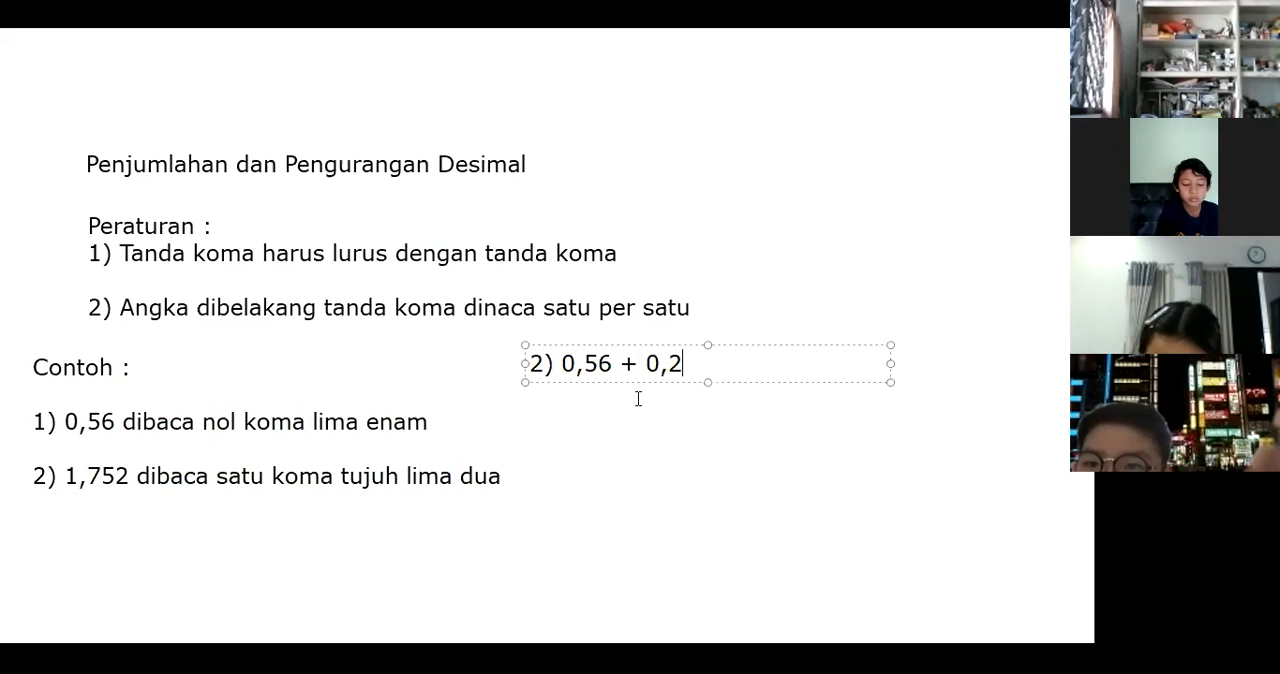 Penjumlahan dan Pengurangan Desimal
Peraturan :
1) Tanda koma harus lurus dengan tanda koma
2) Angka dibelakang tanda koma dinaca satu per satu
Contoh :
1) 0,56 dibaca nol koma lima enam
2) 1,752 dibaca satu koma tujuh lima dua
2) 0,56 + 0,2